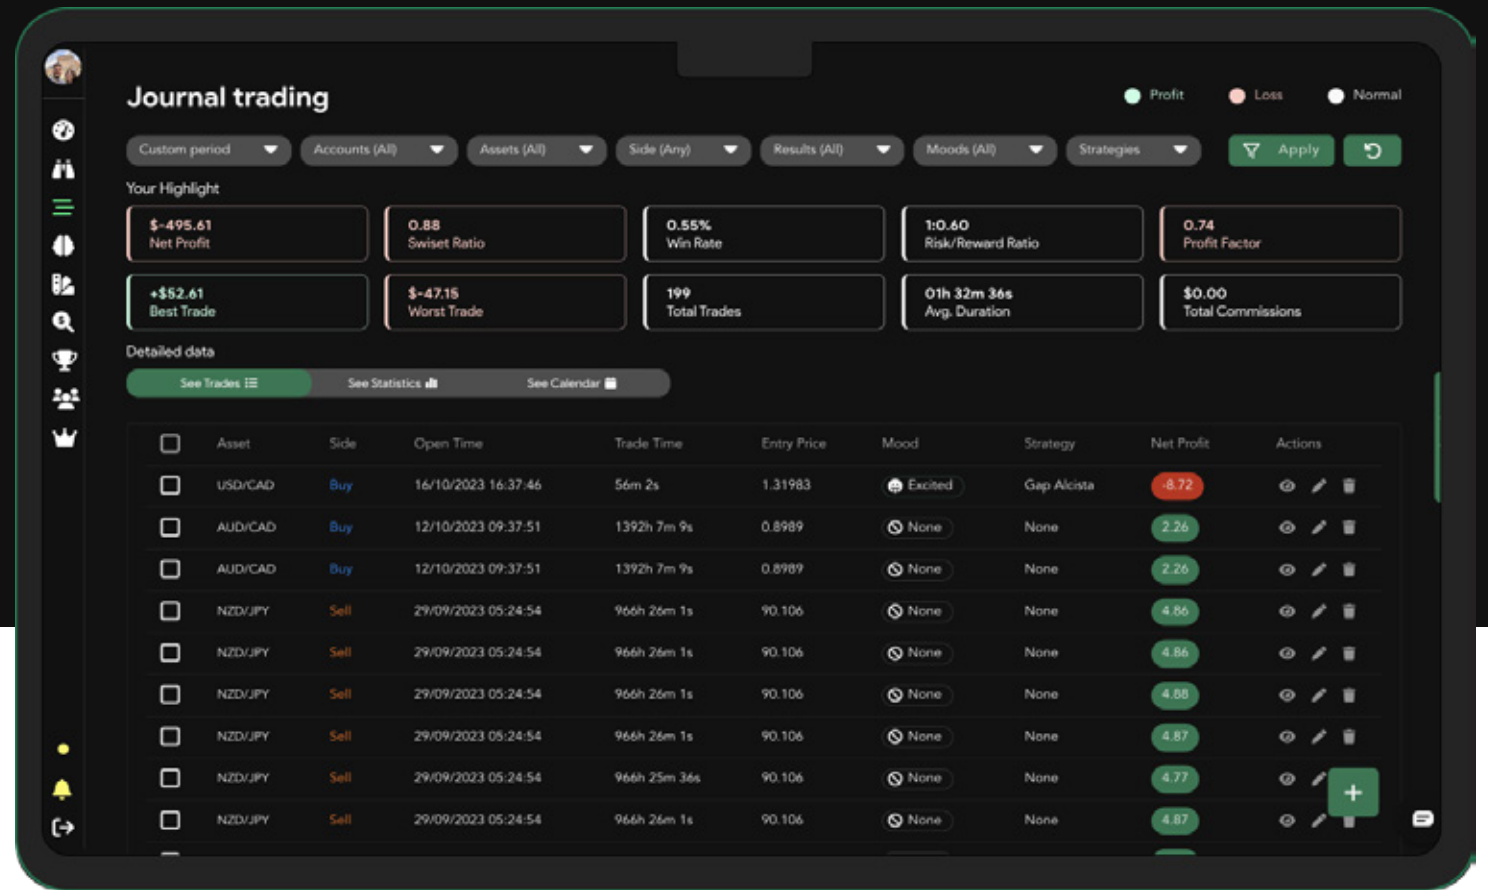 Journal trading
Profit Loss Normal
Custom period Accounts (All) Assets (All) Side (Any) Results (All) Moods (All) Strategies Apply
Your Highlight
$-495.61 0.88 0.55% 1:0.60 0.74
Net Profit Swiset Ratio Win Rate Risk/Reward Ratio Profit Factor
+$52.61 $-47.15 199 01h 32m 36s $0.00
Best Trade Worst Trade Total Trades Avg. Duration Total Commissions
Detailed data
See Trades See Statistics See Calendar
Asset Side Open Time Trade Time Entry Price Mood Strategy Net Profit Actions
USD/CAD Buy 16/10/2023 16:37:46 56m 2s 1.31983 Excited Gap Alcista -8.72
AUD/CAD Buy 12/10/2023 09:37:51 1392h 7m 9s 0.8989 None None 2.26
AUD/CAD Buy 12/10/2023 09:37:51 1392h 7m 9s 0.8989 None None 2.26
NZD/JPY Sell 29/09/2023 05:24:54 966h 26m 1s 90.106 None None 4.86
NZD/JPY Sell 29/09/2023 05:24:54 966h 26m 1s 90.106 None None 4.86
NZD/JPY Sell 29/09/2023 05:24:54 966h 26m 1s 90.106 None None 4.88
NZD/JPY Sell 29/09/2023 05:24:54 966h 26m 1s 90.106 None None 4.87
NZD/JPY Sell 29/09/2023 05:24:54 966h 25m 36s 90.106 None None 4.77
NZD/JPY Sell 29/09/2023 05:24:54 966h 26m 1s 90.106 None None 4.87